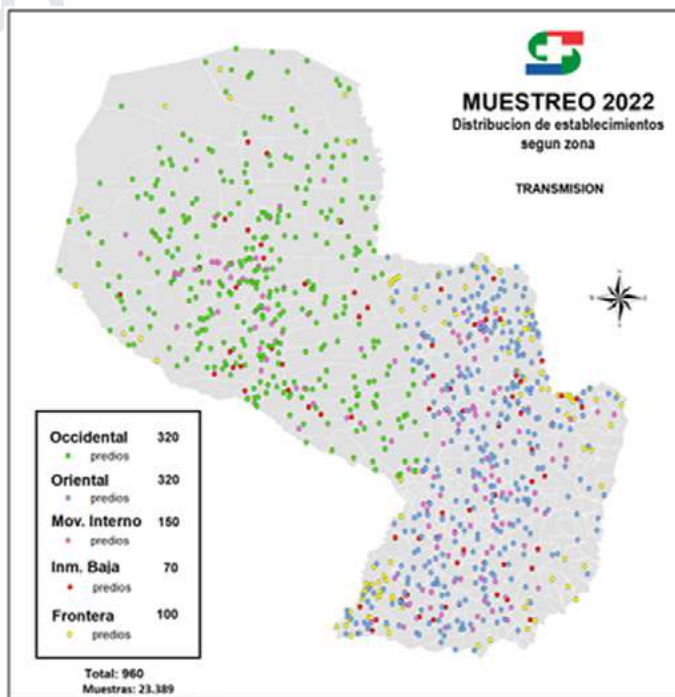 MUESTREO 2022
Distribucion de establecimientos
segun zona
TRANSMISION
Occidental 320
predios
Oriental 320
predios
Mov. Interno 150
predios
Inm. Baja 70
predios
Frontera 100
predios
Total: 960
Muestras: 23.389